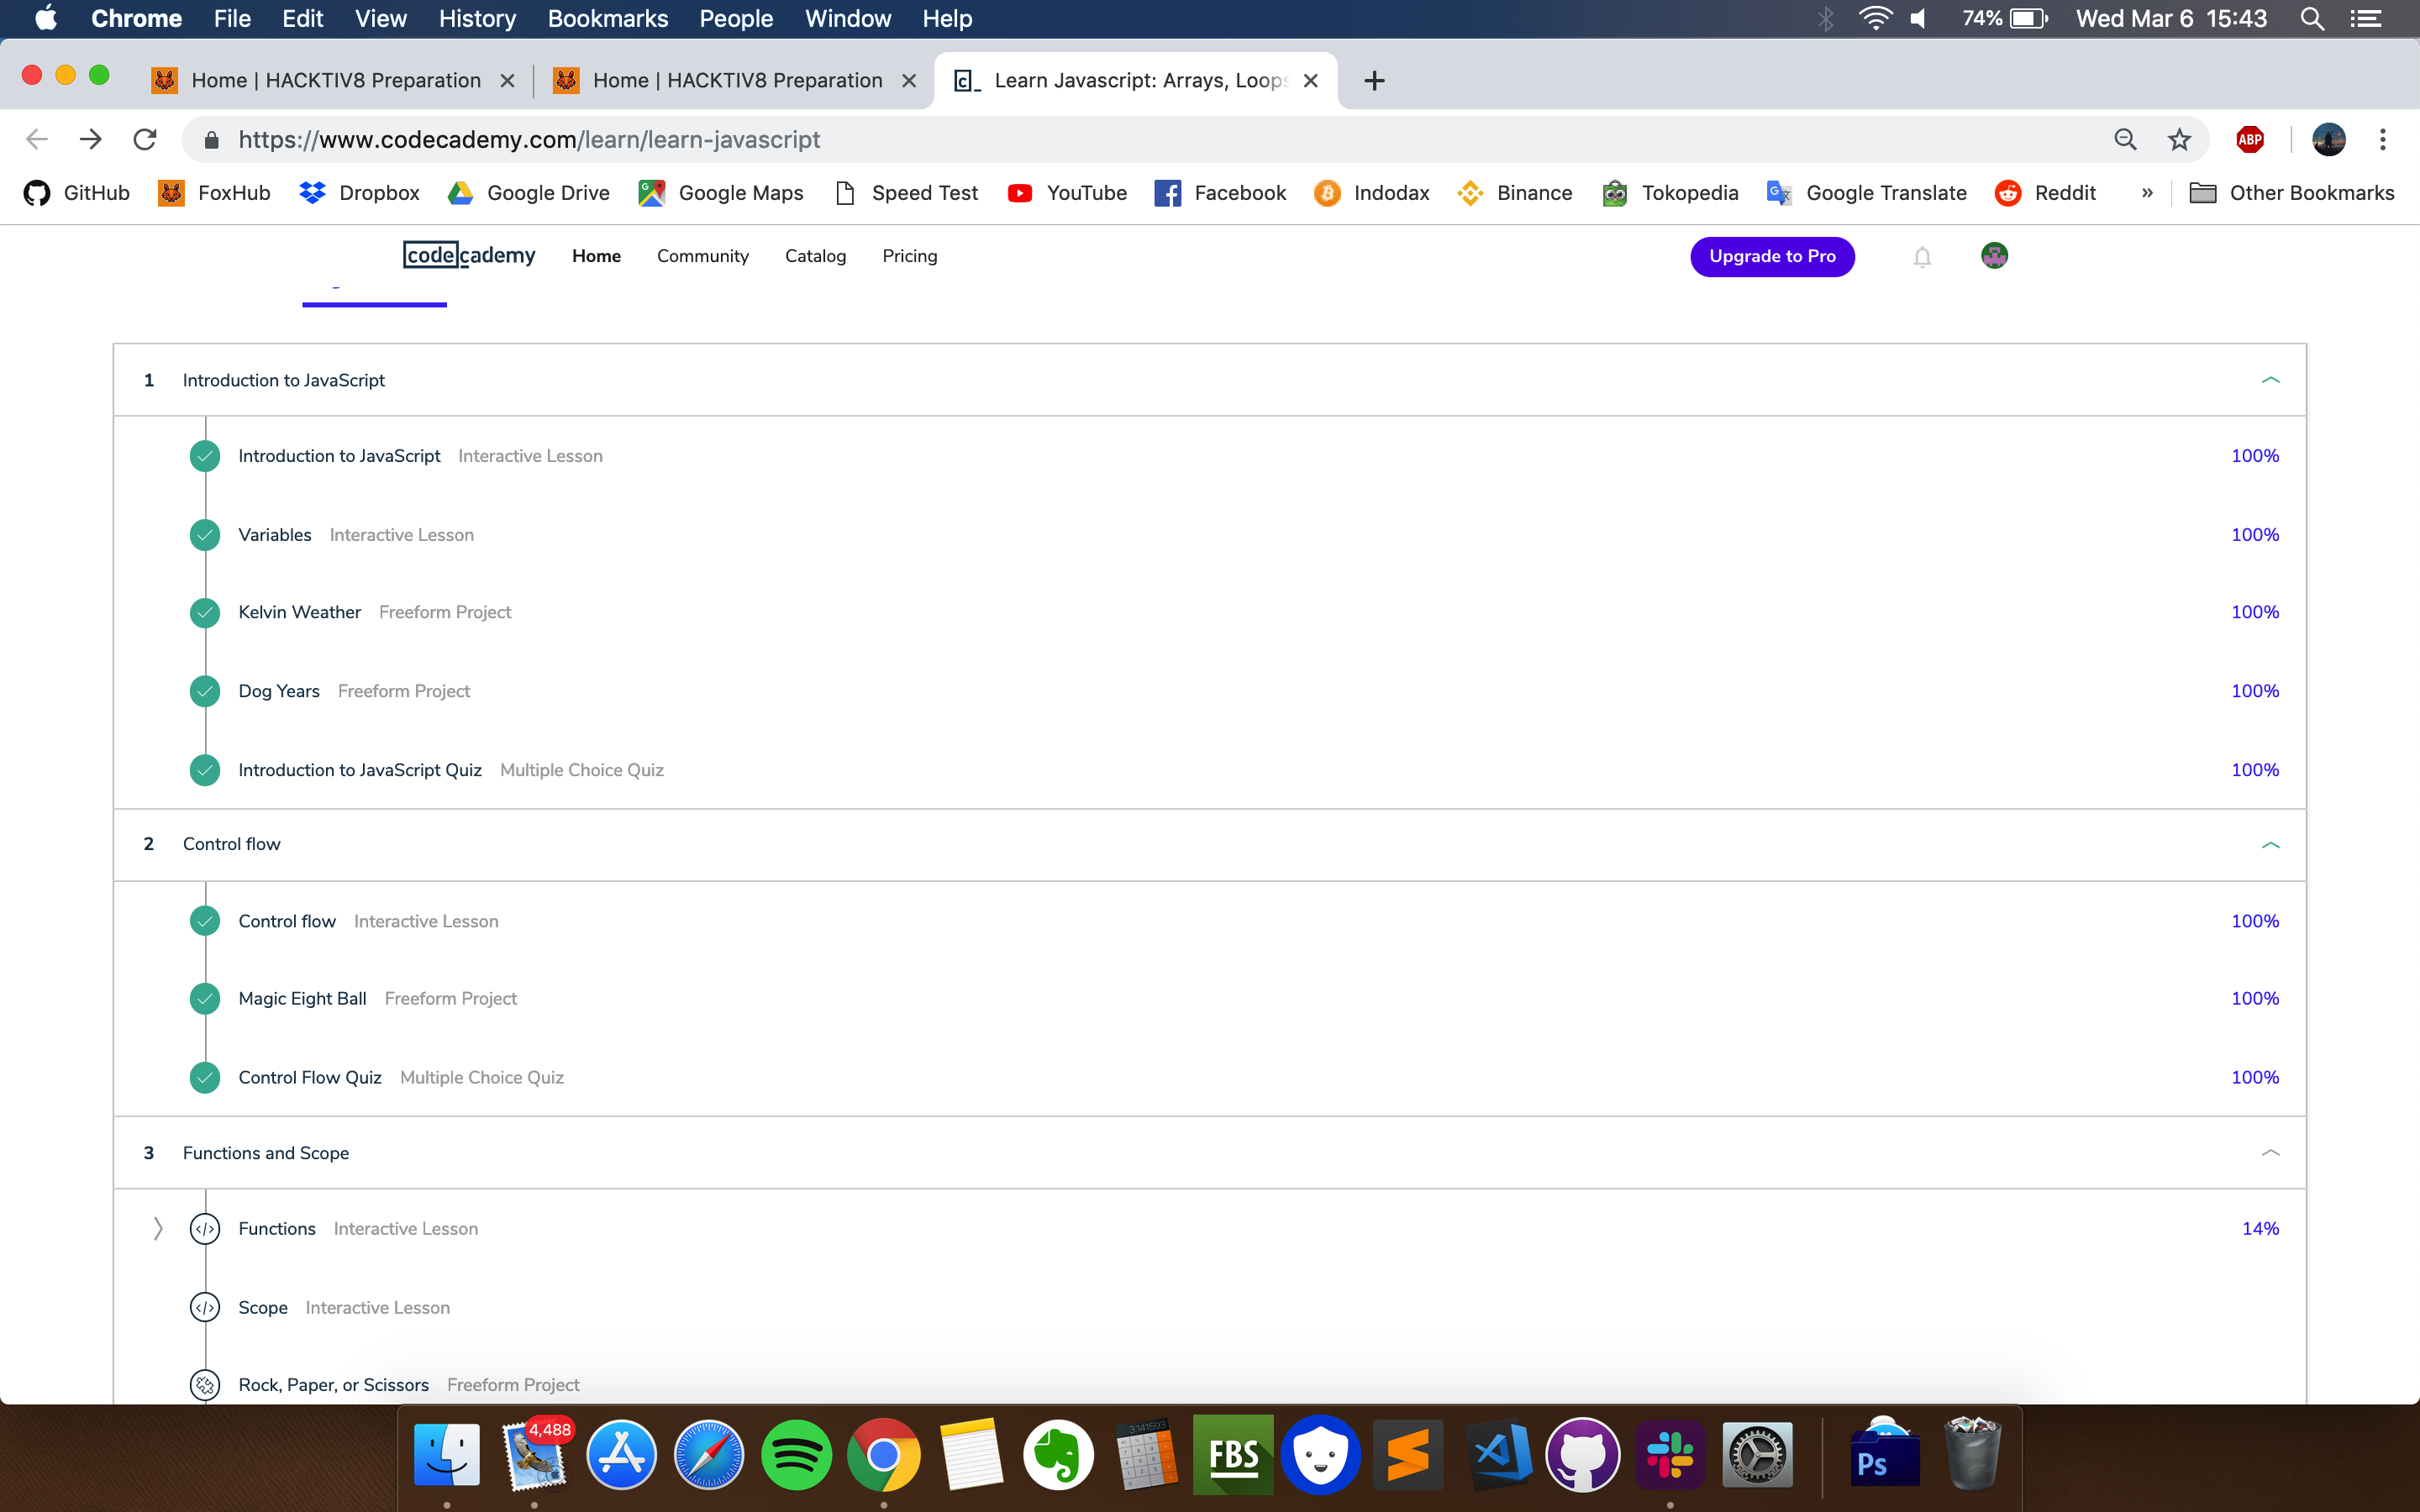 Chrome File Edit View History Bookmarks People Window Help 74% Wed Mar 6 15:43
Home | HACKTIV8 Preparation Home | HACKTIV8 Preparation c_ Learn Javascript: Arrays, Loops
https://www.codecademy.com/learn/learn-javascript ABP
GitHub FoxHub Dropbox Google Drive Google Maps Speed Test YouTube Facebook Indodax Binance Tokopedia Google Translate Reddit » Other Bookmarks
codecademy Home Community Catalog Pricing Upgrade to Pro
1 Introduction to JavaScript
Introduction to JavaScript Interactive Lesson 100%
Variables Interactive Lesson 100%
Kelvin Weather Freeform Project 100%
Dog Years Freeform Project 100%
Introduction to JavaScript Quiz Multiple Choice Quiz 100%
2 Control flow
Control flow Interactive Lesson 100%
Magic Eight Ball Freeform Project 100%
Control Flow Quiz Multiple Choice Quiz 100%
3 Functions and Scope
Functions Interactive Lesson 14%
Scope Interactive Lesson
Rock, Paper, or Scissors Freeform Project
4,488 3.141593 FBS Ps